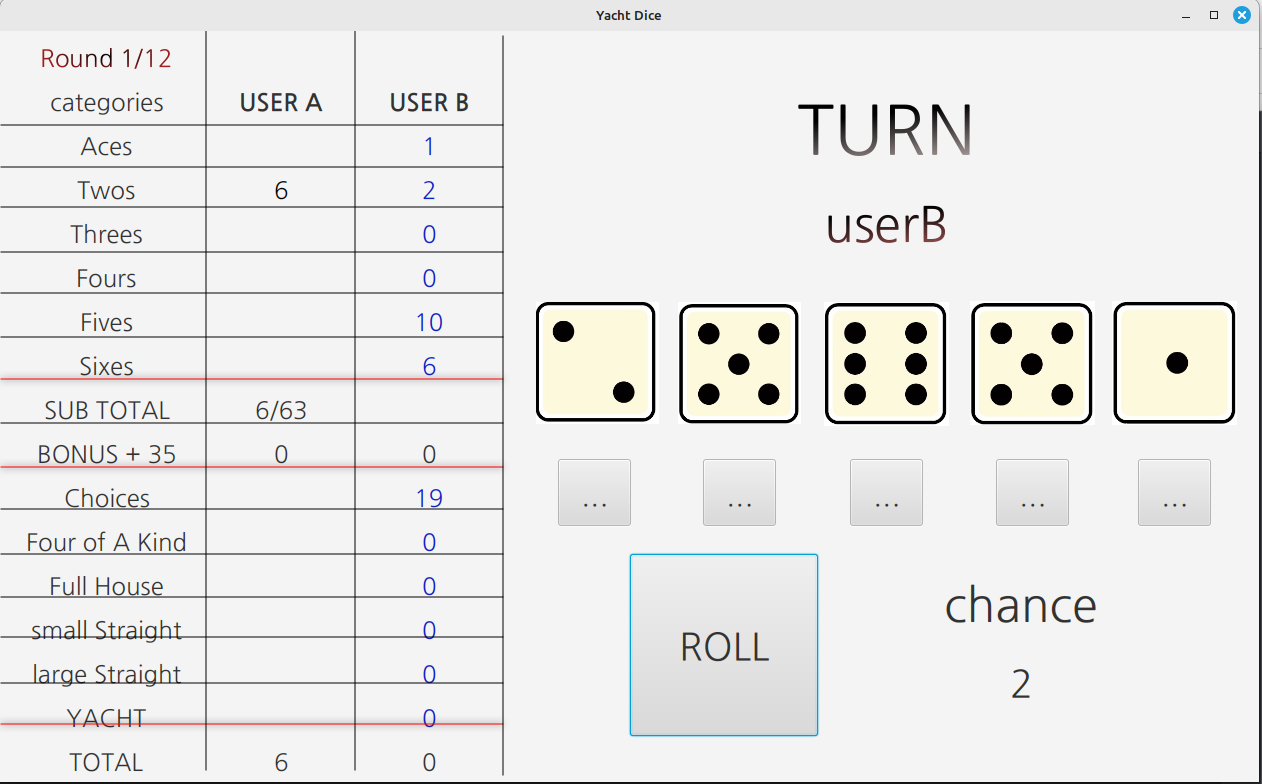 Yacht Dice
Round 1/12
categories USER A USER B
Aces 1
Twos 6 2
Threes 0
Fours 0
Fives 10
Sixes 6
SUB TOTAL 6/63
BONUS + 35 0 0
Choices 19
Four of A Kind 0
Full House 0
small Straight 0
large Straight 0
YACHT 0
TOTAL 6 0
TURN
userB
... ... ... ... ...
ROLL
chance
2